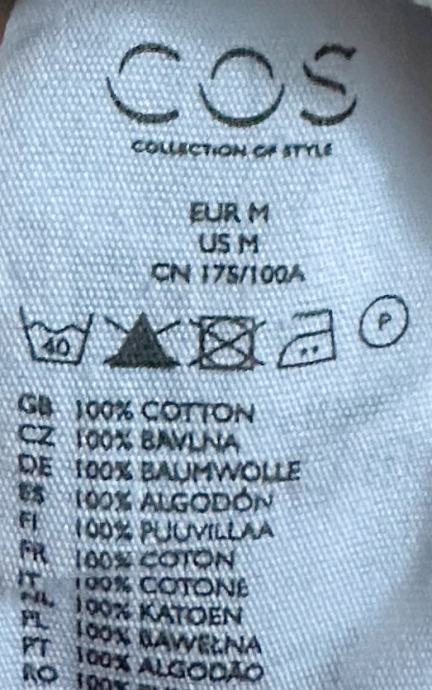 COS
COLLECTION OF STYLE
EUR M
US M
CN 175/100A
40 P
GB 100% COTTON
CZ 100% BAVLNA
DE 100% BAUMWOLLE
ES 100% ALGODÓN
FI 100% PUUVILLAA
FR 100% COTON
IT 100% COTONE
NL 100% KATOEN
PL 100% BAWEŁNA
PT 100% ALGODÃO
RO 100%